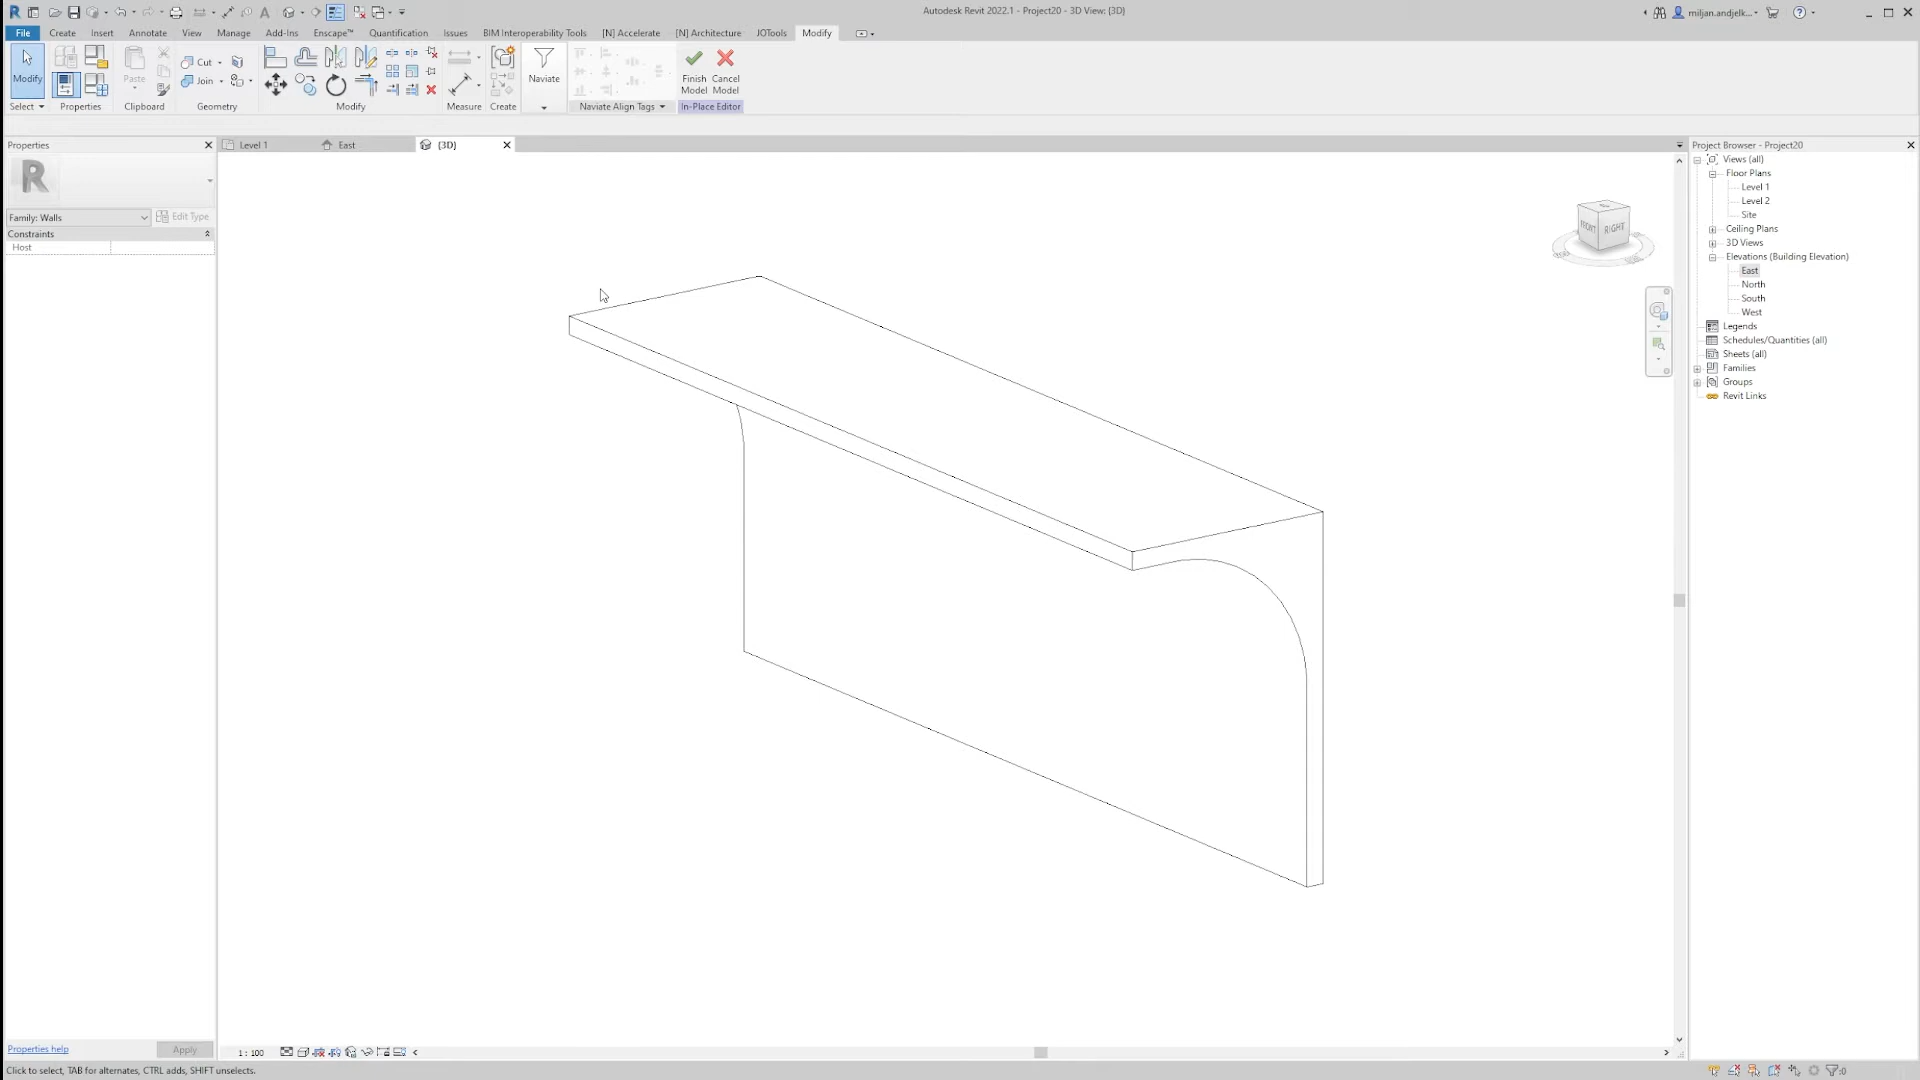 Autodesk Revit 2022.1 - Project20 - 3D View: {3D}
miljan.andjelk...
File Create Insert Annotate View Manage Add-Ins Enscape™ Quantification Issues BIM Interoperability Tools [N] Accelerate [N] Architecture JOTools Modify
Modify Paste Cut Join Naviate Finish Model Cancel Model
Select Properties Clipboard Geometry Modify Measure Create Naviate Align Tags In-Place Editor
Properties
Level 1 East {3D}
Project Browser - Project20
R
Family: Walls Edit Type
Constraints
Host
Views (all)
Floor Plans
Level 1
Level 2
Site
Ceiling Plans
3D Views
Elevations (Building Elevation)
East
North
South
West
Legends
Schedules/Quantities (all)
Sheets (all)
Families
Groups
Revit Links
FRONT RIGHT
Properties help Apply
1 : 100
Click to select, TAB for alternates, CTRL adds, SHIFT unselects.
:0